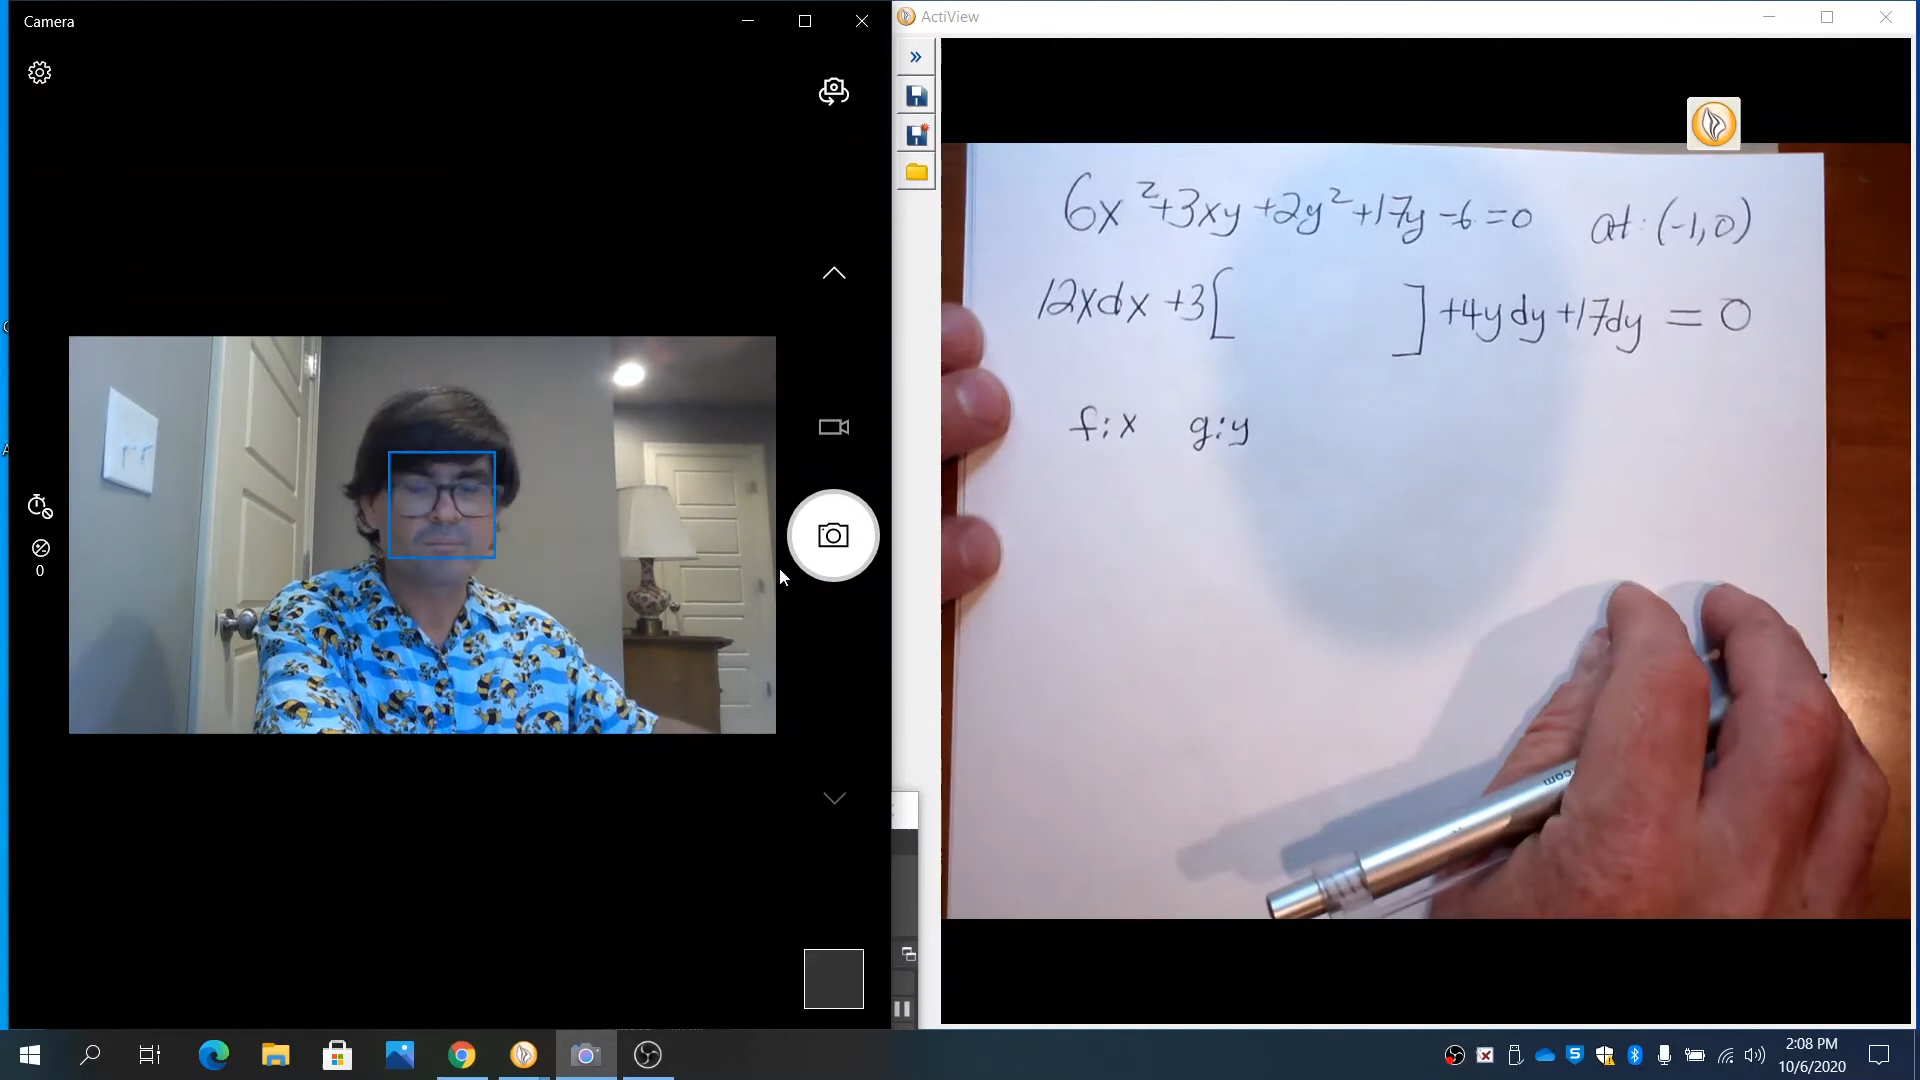 Camera
0
ActiView
6x²+3xy+2y²+17y-6=0 at: (-1,0)
12xdx +3[ ] +4ydy+17dy = 0
f: x g: y
.com
2:08 PM
10/6/2020